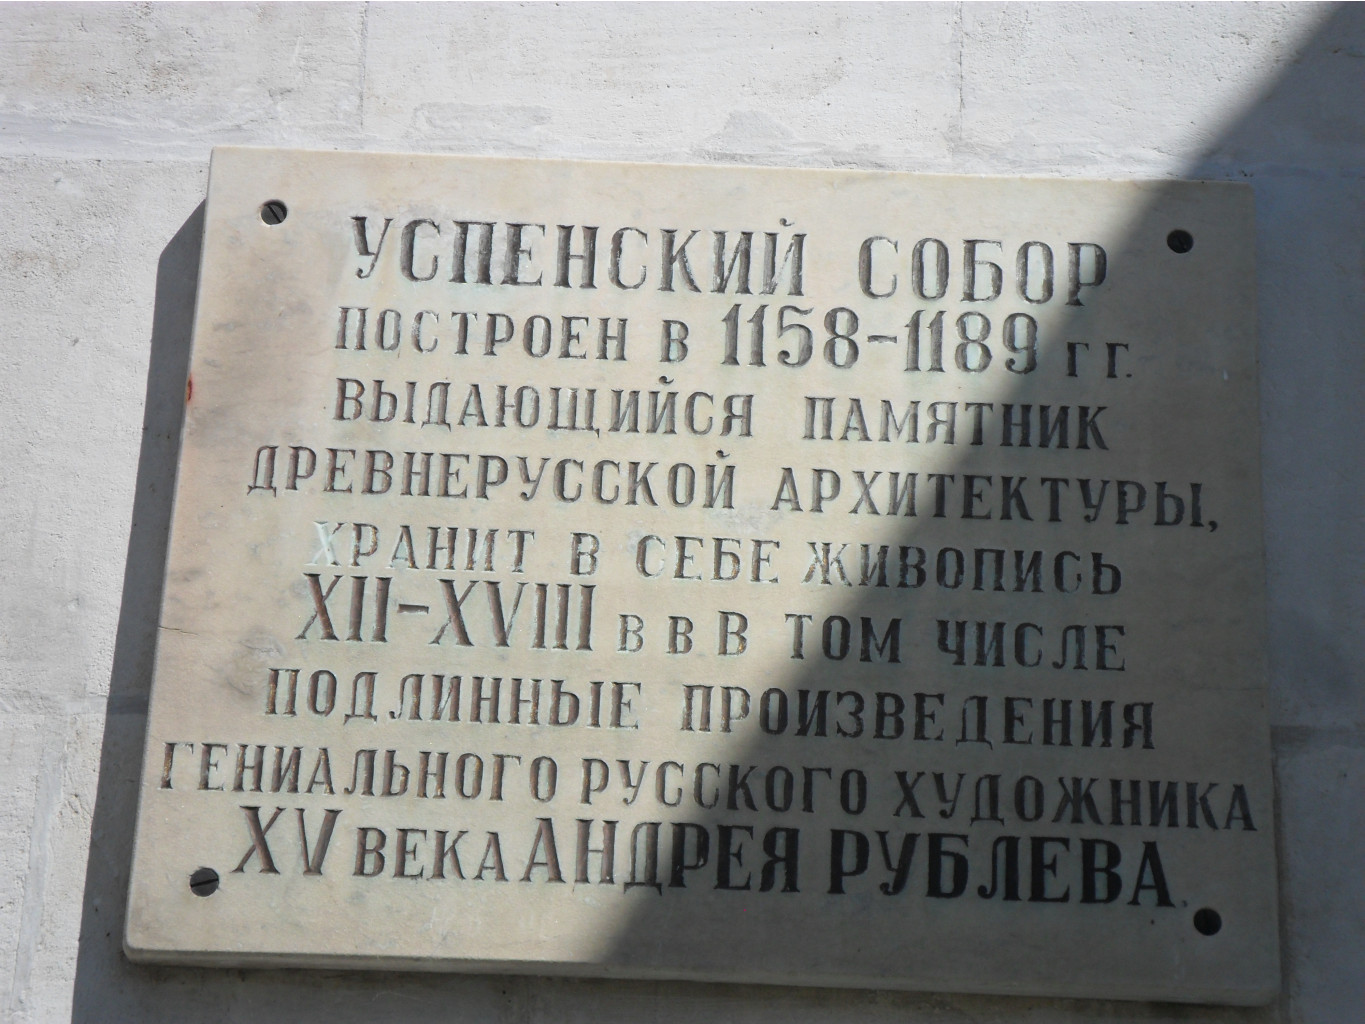 УСПЕНСКИЙ СОБОР
ПОСТРОЕН В 1158-1189 ГГ.
ВЫДАЮЩИЙСЯ ПАМЯТНИК
ДРЕВНЕРУССКОЙ АРХИТЕКТУРЫ,
ХРАНИТ В СЕБЕ ЖИВОПИСЬ
XII-XVIII В В В ТОМ ЧИСЛЕ
ПОДЛИННЫЕ ПРОИЗВЕДЕНИЯ
ГЕНИАЛЬНОГО РУССКОГО ХУДОЖНИКА
XV ВЕКА АНДРЕЯ РУБЛЕВА.